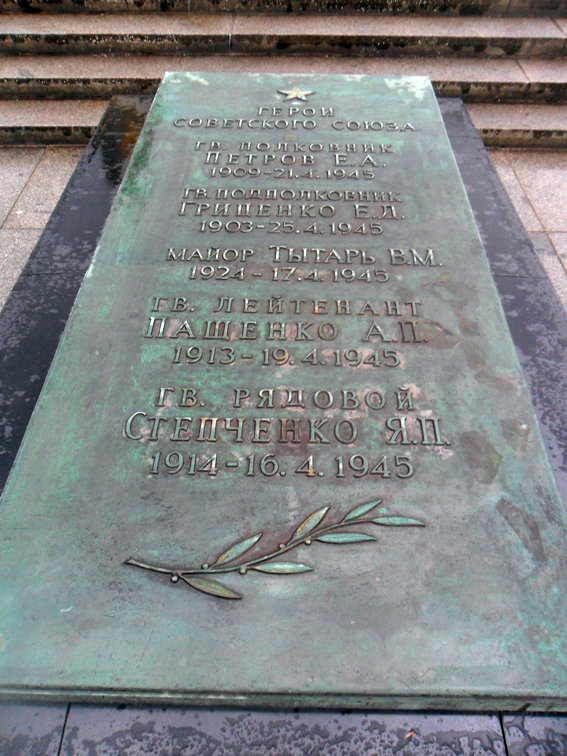 ГЕРОИ
СОВЕТСКОГО СОЮЗА
ГВ. ПОЛКОВНИК
ПЕТРОВ Е.А.
1909-21.4.1945
ГВ. ПОДПОЛКОВНИК
ГРИЦЕНКО Е.Д.
1903-25.4.1945
МАЙОР ТЫТАРЬ В.М.
1924 - 17.4.1945
ГВ. ЛЕЙТЕНАНТ
ПАЩЕНКО А.П.
1913- 19.4.1945
ГВ. РЯДОВОЙ
СТЕПЧЕНКО Я.П
1914-16.4.1945